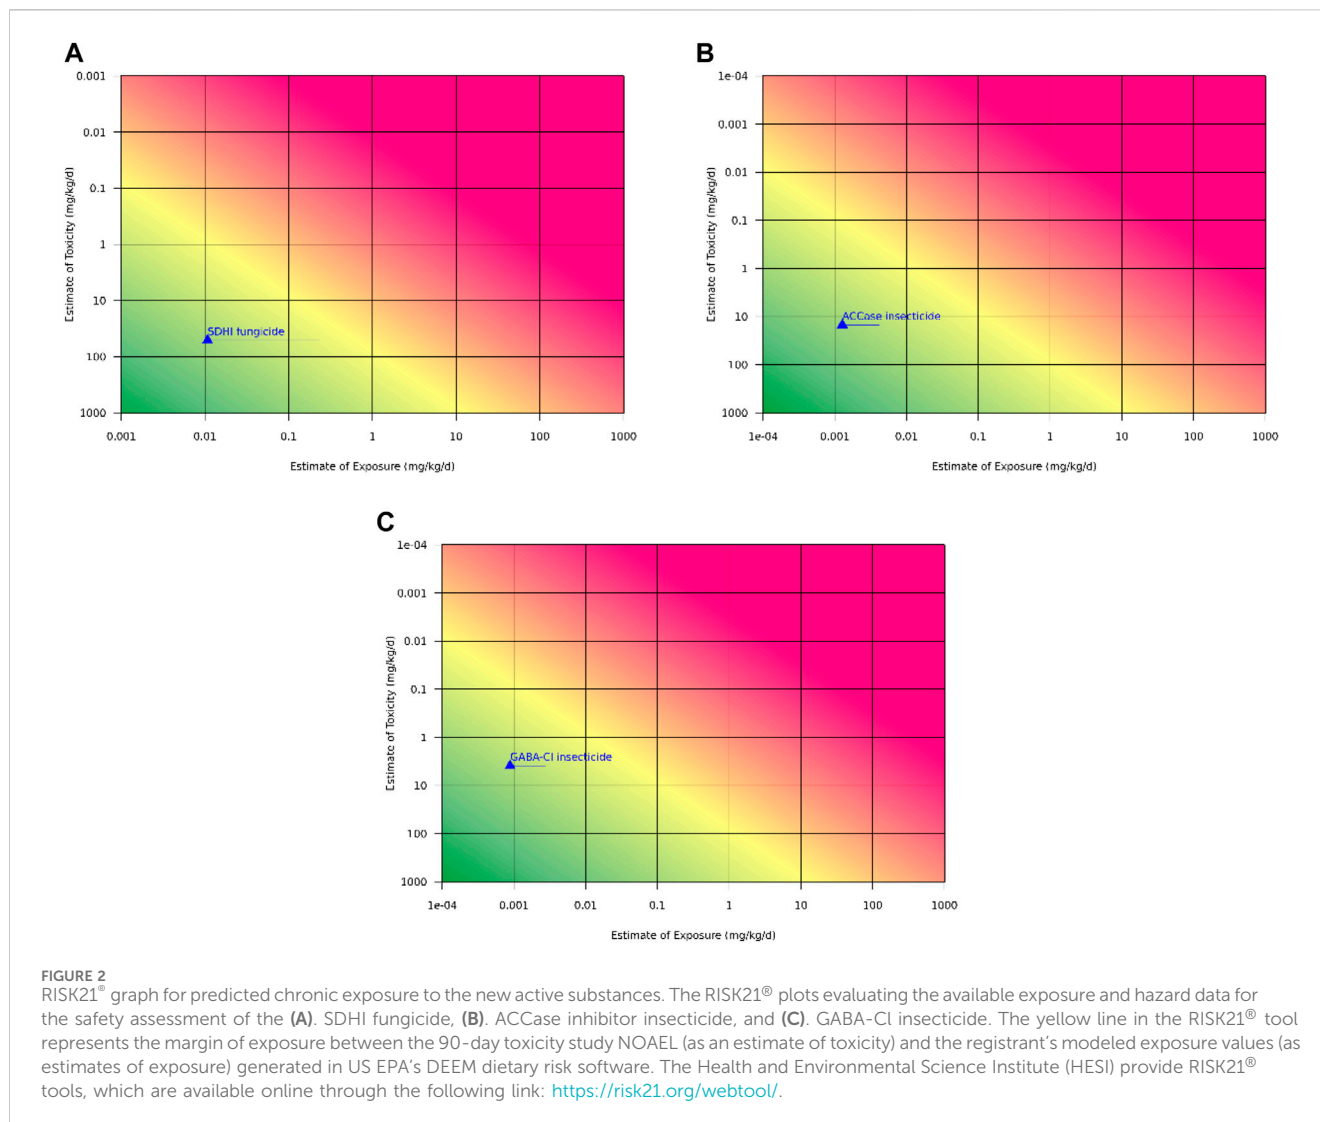 A
0.001
0.01
0.1
1
10
100
1000
Estimate of Toxicity (mg/kg/d)
SDHI fungicide
0.001 0.01 0.1 1 10 100 1000
Estimate of Exposure (mg/kg/d)
B
1e-04
0.001
0.01
0.1
1
10
100
1000
Estimate of Toxicity (mg/kg/d)
ACCase insecticide
1e-04 0.001 0.01 0.1 1 10 100 1000
Estimate of Exposure (mg/kg/d)
C
1e-04
0.001
0.01
0.1
1
10
100
1000
Estimate of Toxicity (mg/kg/d)
GABA-Cl insecticide
1e-04 0.001 0.01 0.1 1 10 100 1000
Estimate of Exposure (mg/kg/d)
FIGURE 2
RISK21® graph for predicted chronic exposure to the new active substances. The RISK21® plots evaluating the available exposure and hazard data for
the safety assessment of the (A). SDHI fungicide, (B). ACCase inhibitor insecticide, and (C). GABA-Cl insecticide. The yellow line in the RISK21® tool
represents the margin of exposure between the 90-day toxicity study NOAEL (as an estimate of toxicity) and the registrant's modeled exposure values (as
estimates of exposure) generated in US EPA's DEEM dietary risk software. The Health and Environmental Science Institute (HESI) provide RISK21®
tools, which are available online through the following link: https://risk21.org/webtool/.